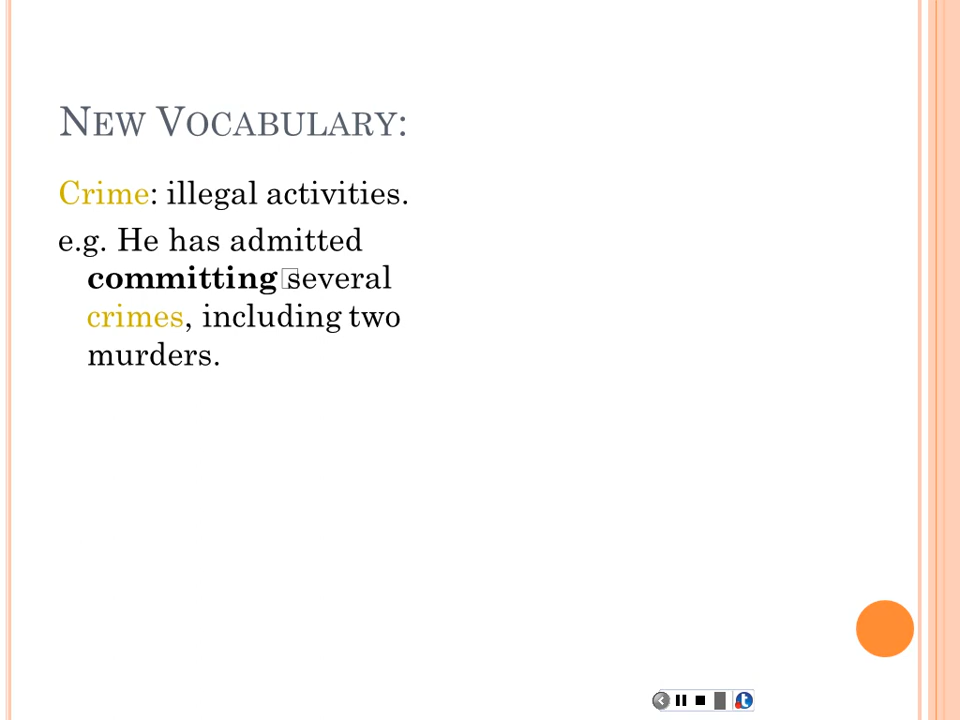 NEW VOCABULARY:
Crime: illegal activities.
e.g. He has admitted
committing several
crimes, including two
murders.